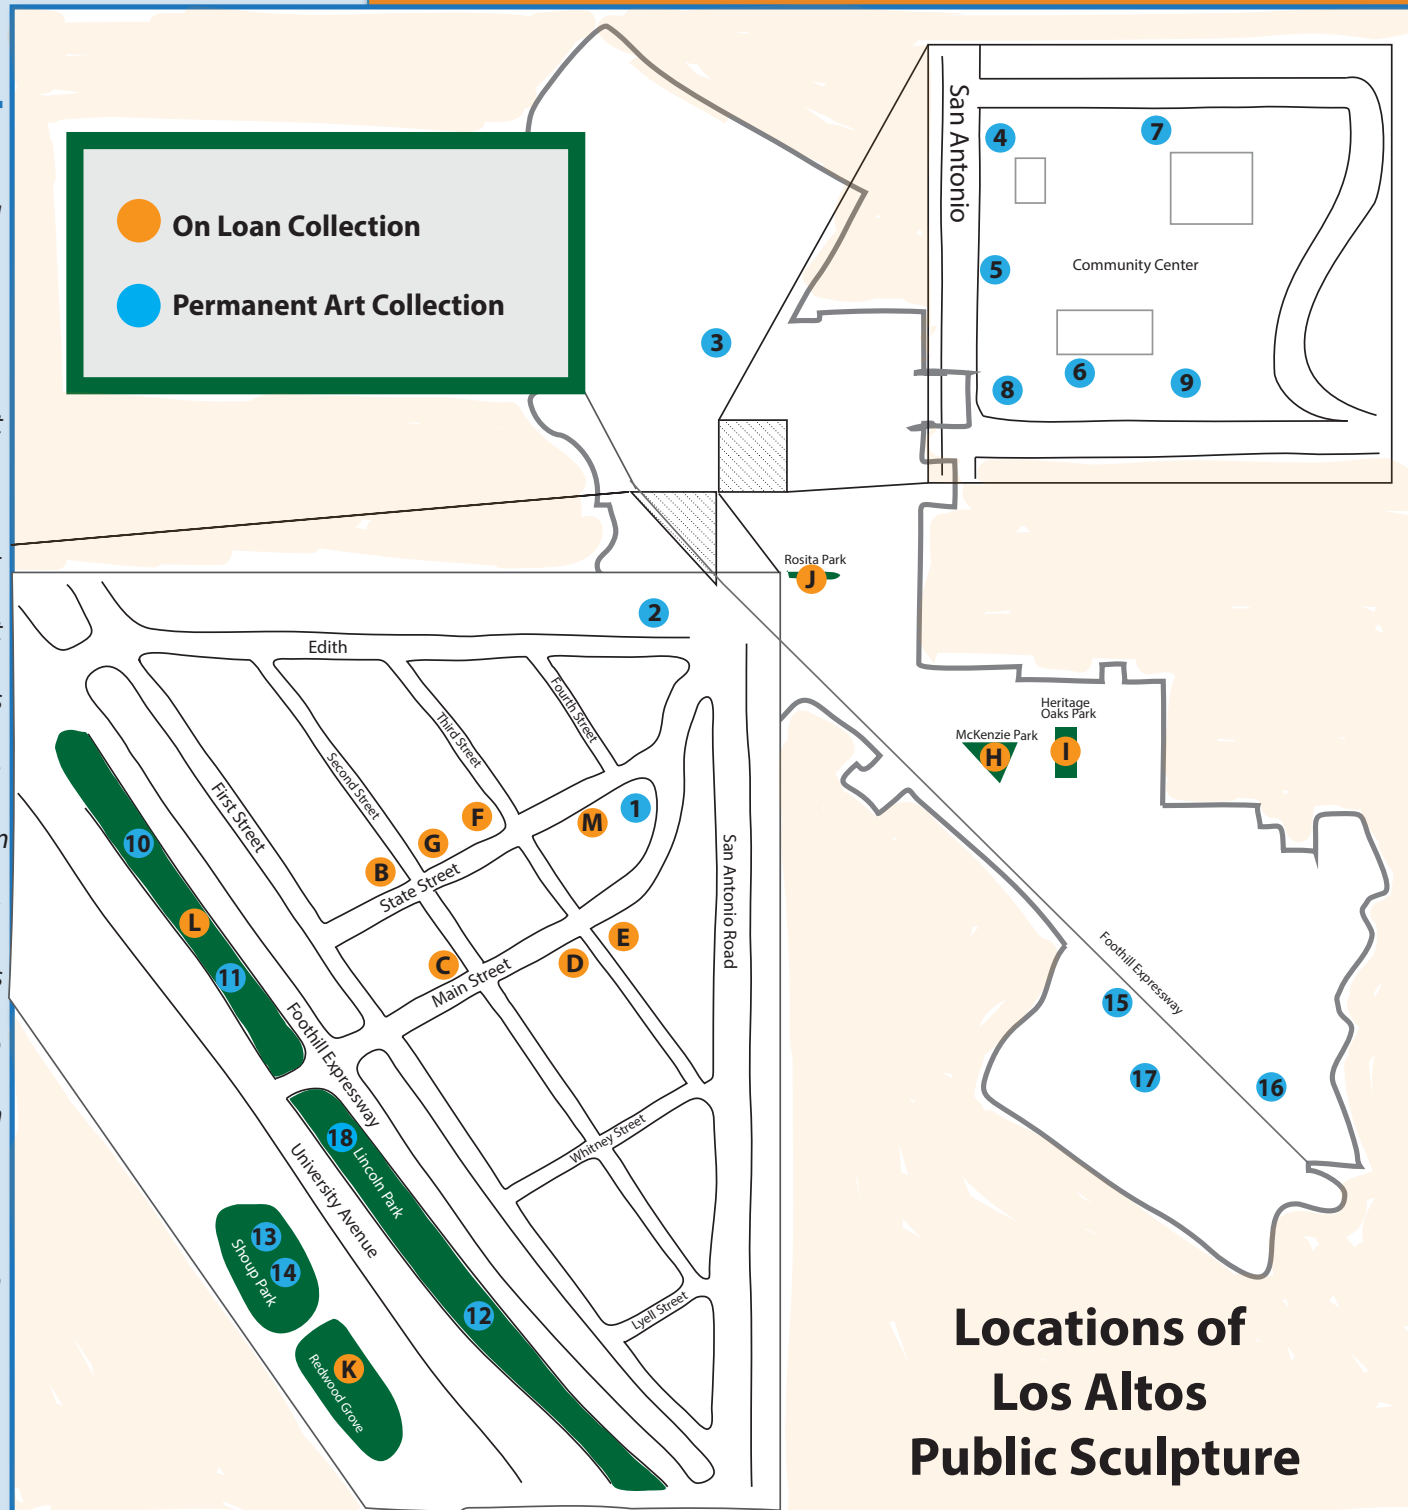 On Loan Collection
Permanent Art Collection
San Antonio
4
7
5
Community Center
6
8
9
3
Rosita Park
J
2
Edith
Fourth Street
Third Street
Second Street
First Street
Heritage
Oaks Park
McKenzie Park
H
I
10
F
M
1
G
B
State Street
San Antonio Road
L
11
C
Main Street
D
E
Foothill Expressway
Foothill Expressway
15
17
16
18
Lincoln Park
Whitney Street
University Avenue
13
14
Shoup Park
12
Lyell Street
K
Redwood Grove
Locations of
Los Altos
Public Sculpture